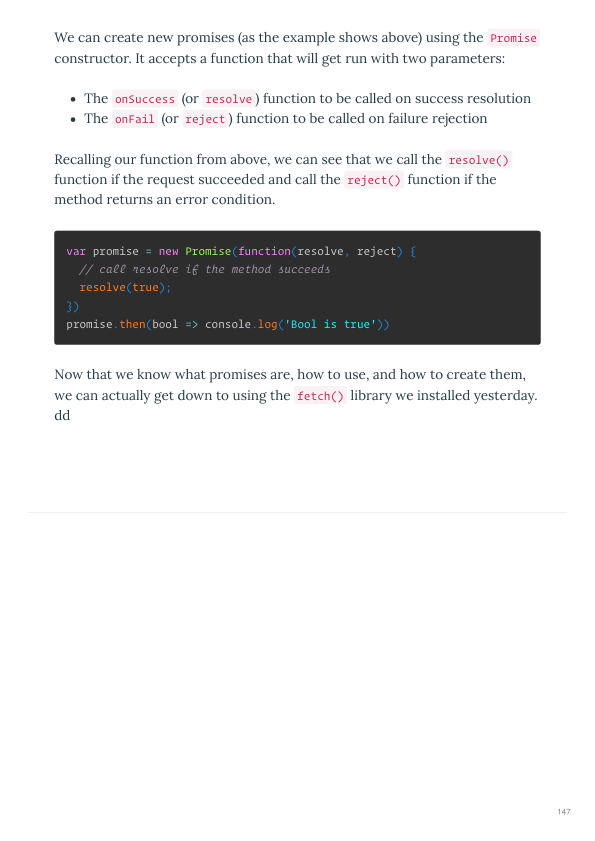 We can create new promises (as the example shows above) using the Promise
constructor. It accepts a function that will get run with two parameters:
• The onSuccess (or resolve) function to be called on success resolution
• The onFail (or reject) function to be called on failure rejection
Recalling our function from above, we can see that we call the resolve()
function if the request succeeded and call the reject() function if the
method returns an error condition.
var promise = new Promise(function(resolve, reject) {
  // call resolve if the method succeeds
  resolve(true);
})
promise.then(bool => console.log('Bool is true'))
Now that we know what promises are, how to use, and how to create them,
we can actually get down to using the fetch() library we installed yesterday.
dd
147